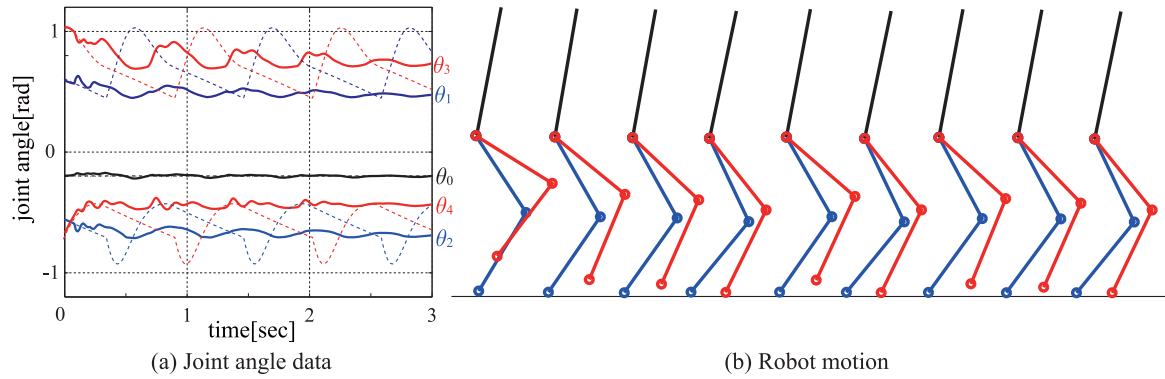 1
0
−1
joint angle[rad]
θ3
θ1
θ0
θ4
θ2
0 1 2 3
time[sec]
(a) Joint angle data
(b) Robot motion